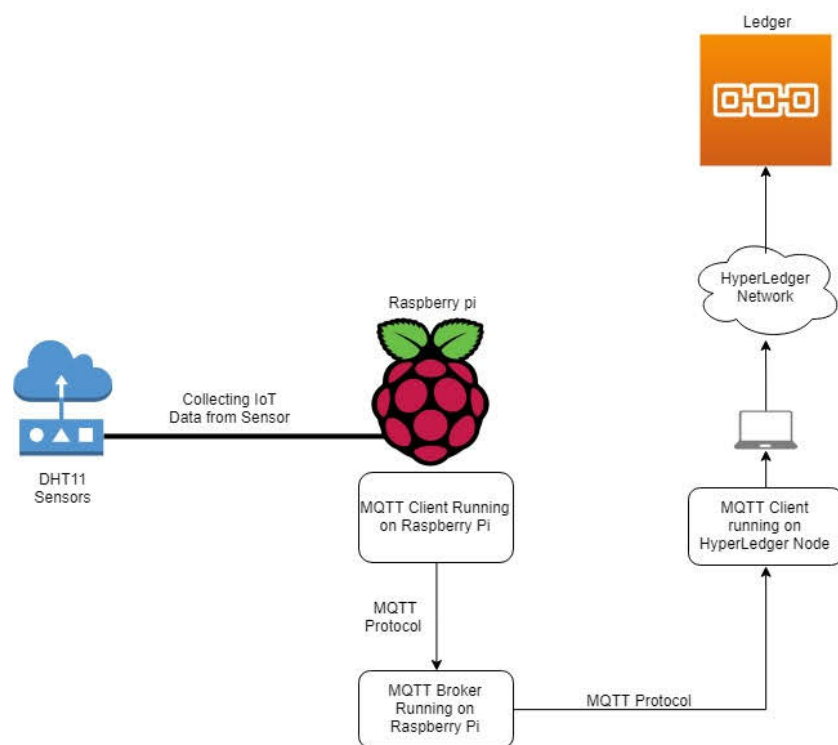 Ledger
HyperLedger
Network
Raspberry pi
Collecting IoT
Data from Sensor
DHT11
Sensors
MQTT Client Running
on Raspberry Pi
MQTT Client
running on
HyperLedger Node
MQTT
Protocol
MQTT Broker
Running on
Raspberry Pi
MQTT Protocol